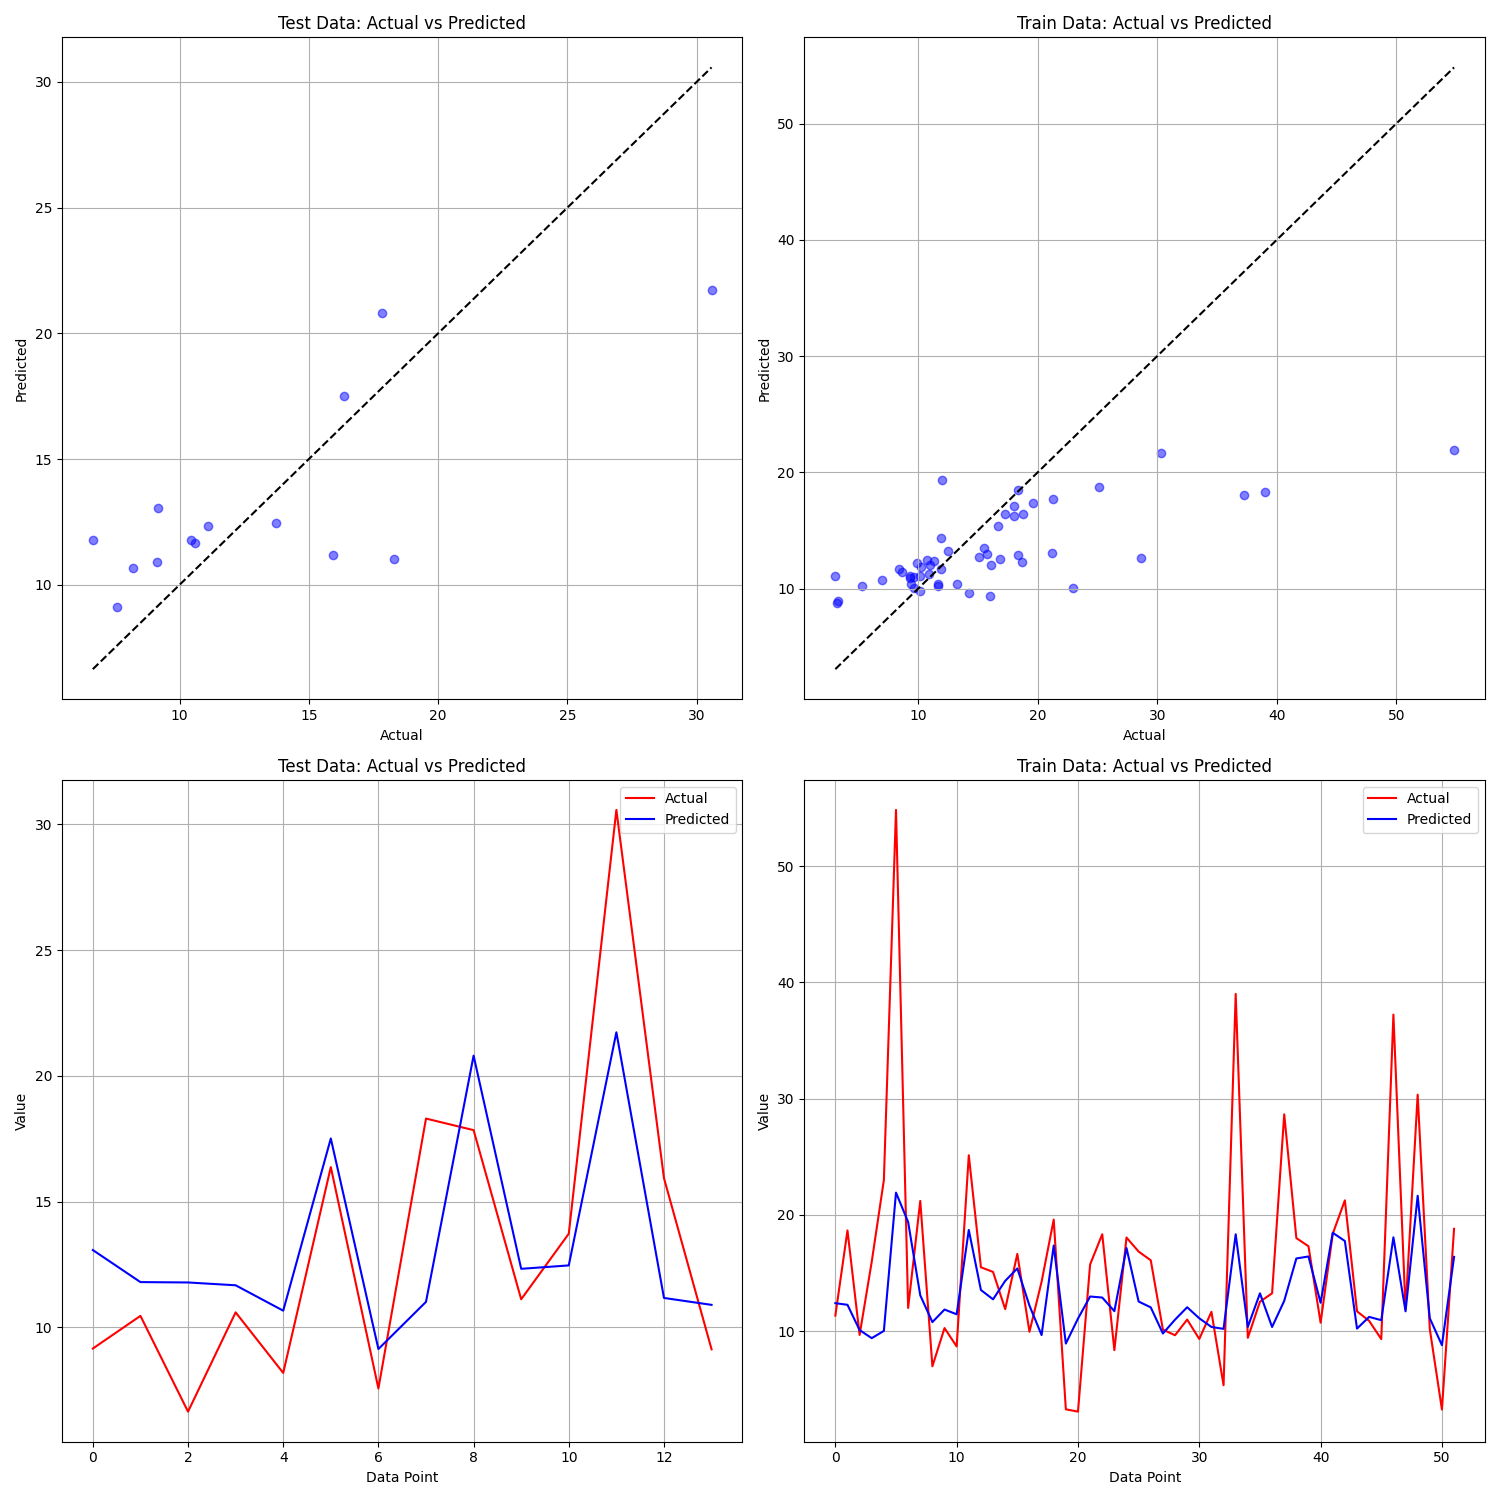 Test Data: Actual vs Predicted
30
25
20
15
10
Predicted
10 15 20 25 30
Actual
Train Data: Actual vs Predicted
50
40
30
20
10
Predicted
10 20 30 40 50
Actual
Test Data: Actual vs Predicted
Actual
Predicted
30
25
20
15
10
Value
0 2 4 6 8 10 12
Data Point
Train Data: Actual vs Predicted
Actual
Predicted
50
40
30
20
10
Value
0 10 20 30 40 50
Data Point